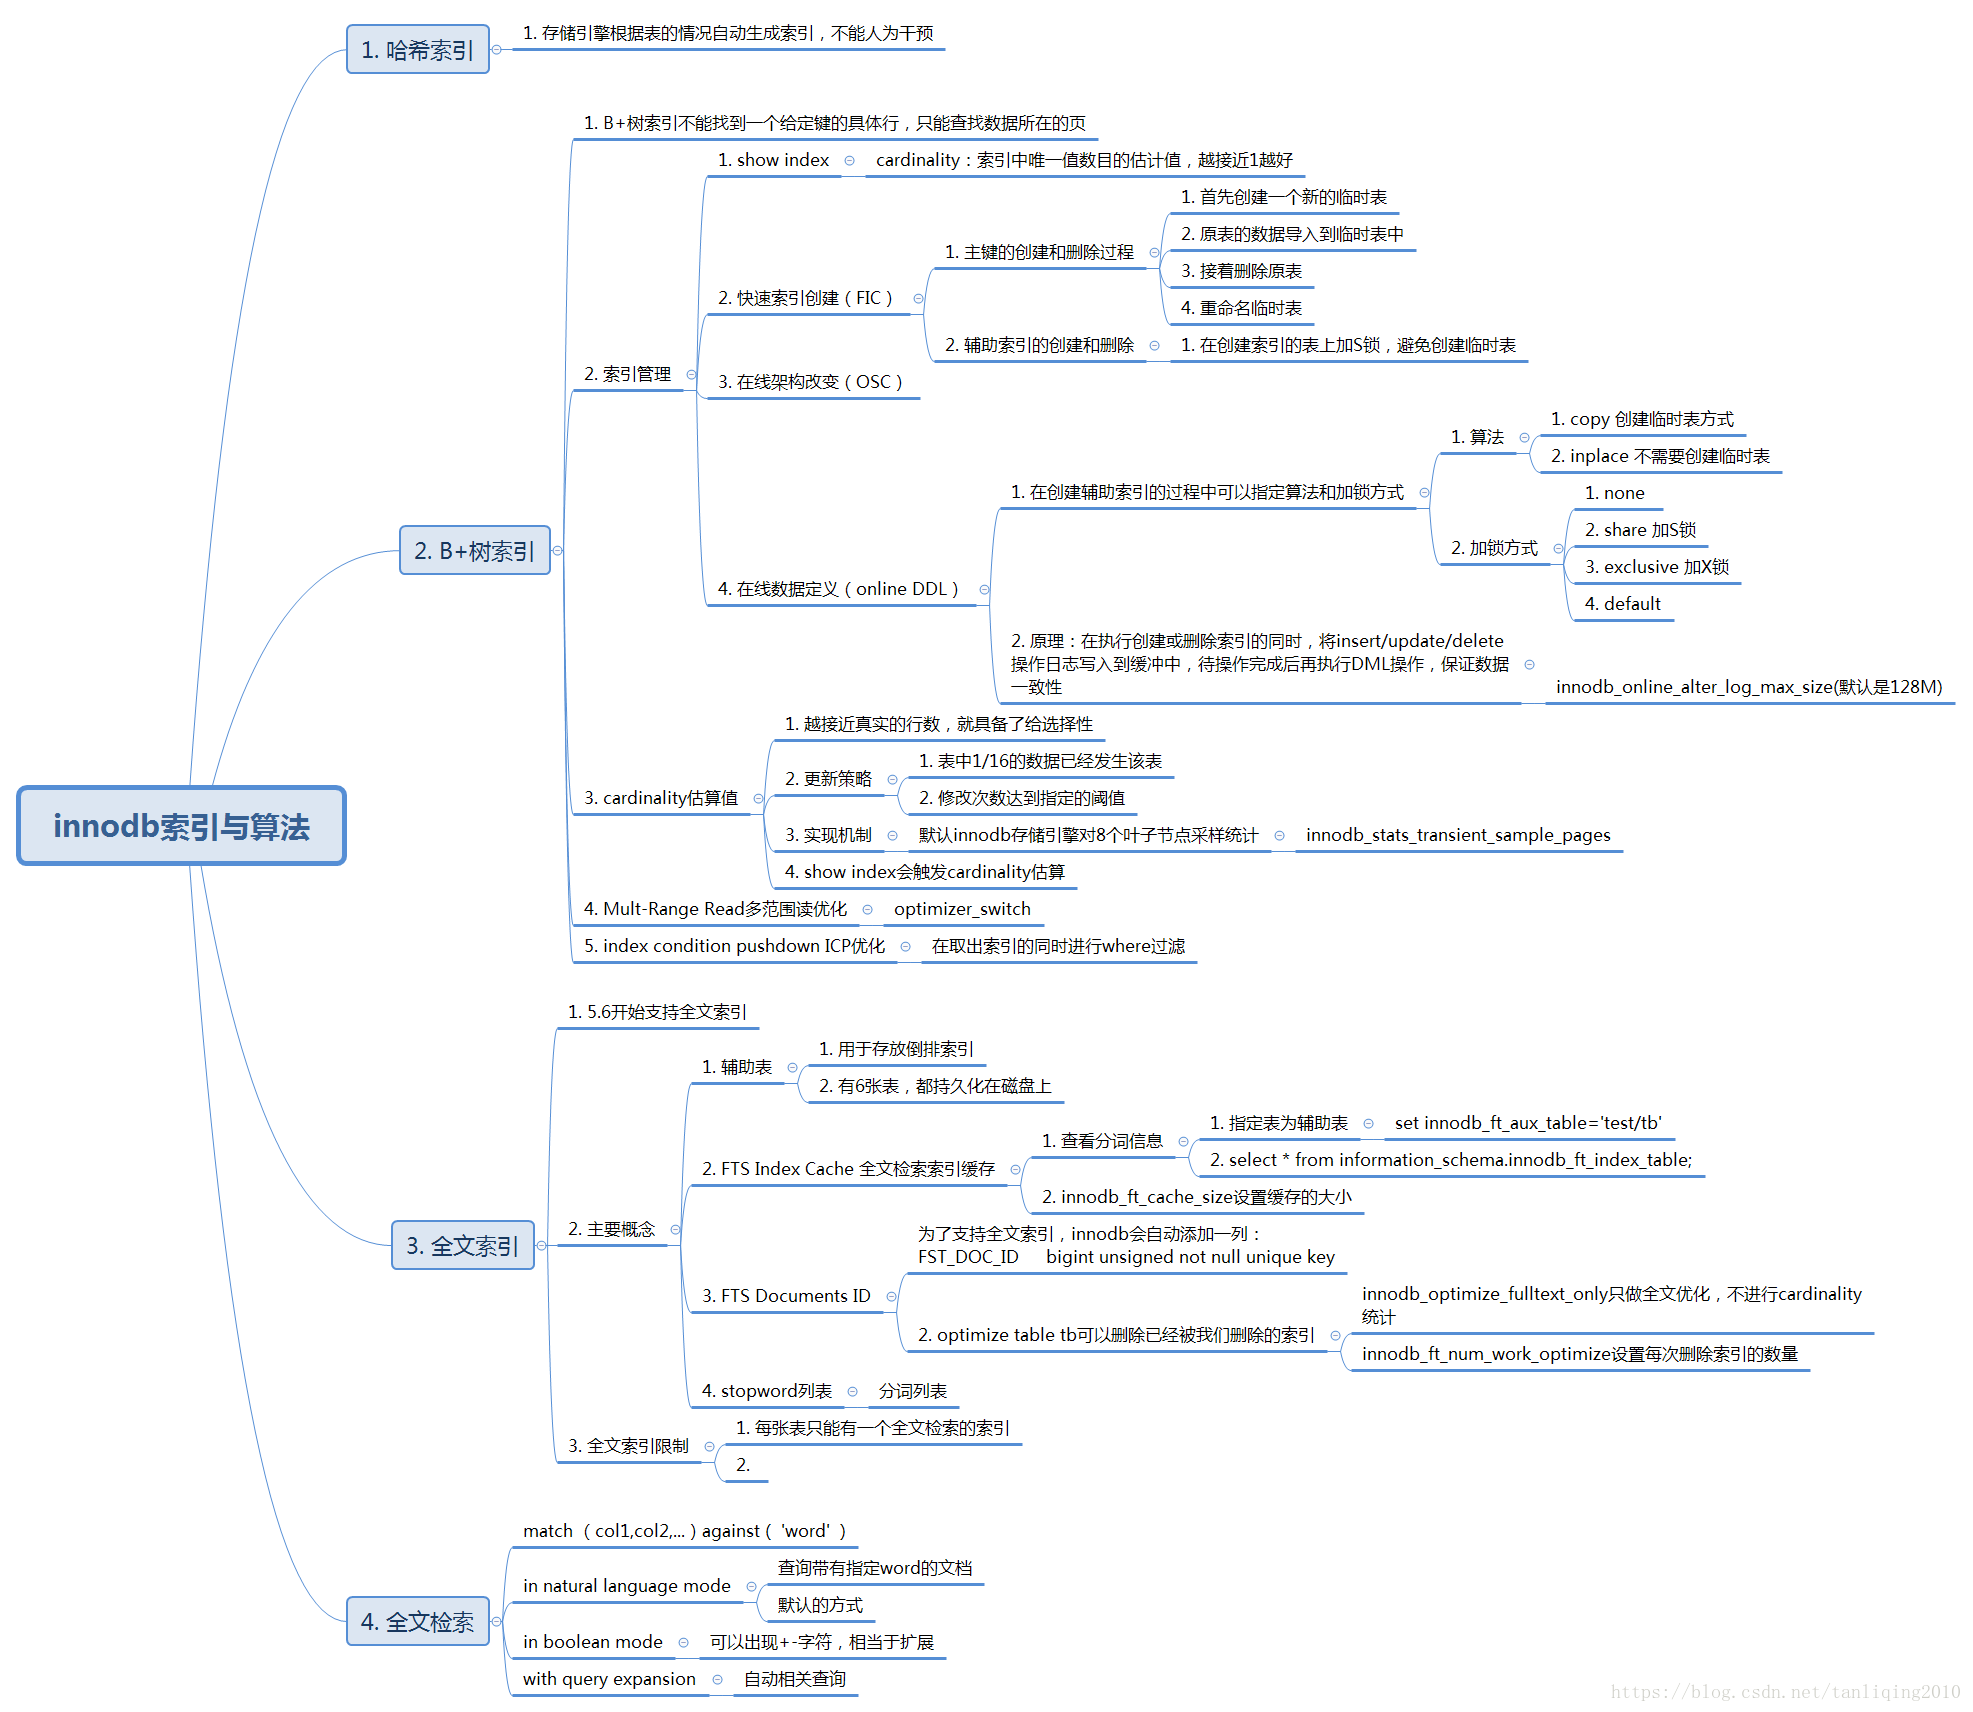 innodb索引与算法
1. 哈希索引
1. 存储引擎根据表的情况自动生成索引，不能人为干预
2. B+树索引
1. B+树索引不能找到一个给定键的具体行，只能查找数据所在的页
2. 索引管理
1. show index
cardinality：索引中唯一值数目的估计值，越接近1越好
2. 快速索引创建（FIC）
1. 主键的创建和删除过程
1. 首先创建一个新的临时表
2. 原表的数据导入到临时表中
3. 接着删除原表
4. 重命名临时表
2. 辅助索引的创建和删除
1. 在创建索引的表上加S锁，避免创建临时表
3. 在线架构改变（OSC）
4. 在线数据定义（online DDL）
1. 在创建辅助索引的过程中可以指定算法和加锁方式
1. 算法
1. copy 创建临时表方式
2. inplace 不需要创建临时表
2. 加锁方式
1. none
2. share 加S锁
3. exclusive 加X锁
4. default
2. 原理：在执行创建或删除索引的同时，将insert/update/delete
操作日志写入到缓冲中，待操作完成后再执行DML操作，保证数据
一致性
innodb_online_alter_log_max_size(默认是128M)
3. cardinality估算值
1. 越接近真实的行数，就具备了给选择性
2. 更新策略
1. 表中1/16的数据已经发生该表
2. 修改次数达到指定的阈值
3. 实现机制
默认innodb存储引擎对8个叶子节点采样统计
innodb_stats_transient_sample_pages
4. show index会触发cardinality估算
4. Mult-Range Read多范围读优化
optimizer_switch
5. index condition pushdown ICP优化
在取出索引的同时进行where过滤
3. 全文索引
1. 5.6开始支持全文索引
2. 主要概念
1. 辅助表
1. 用于存放倒排索引
2. 有6张表，都持久化在磁盘上
2. FTS Index Cache 全文检索索引缓存
1. 查看分词信息
1. 指定表为辅助表
set innodb_ft_aux_table='test/tb'
2. select * from information_schema.innodb_ft_index_table;
2. innodb_ft_cache_size设置缓存的大小
3. FTS Documents ID
为了支持全文索引，innodb会自动添加一列：
FST_DOC_ID bigint unsigned not null unique key
2. optimize table tb可以删除已经被我们删除的索引
innodb_optimize_fulltext_only只做全文优化，不进行cardinality
统计
innodb_ft_num_work_optimize设置每次删除索引的数量
4. stopword列表
分词列表
3. 全文索引限制
1. 每张表只能有一个全文检索的索引
2.
4. 全文检索
match （col1,col2,...）against（ 'word' ）
in natural language mode
查询带有指定word的文档
默认的方式
in boolean mode
可以出现+-字符，相当于扩展
with query expansion
自动相关查询
https://blog.csdn.net/tanliqing2010